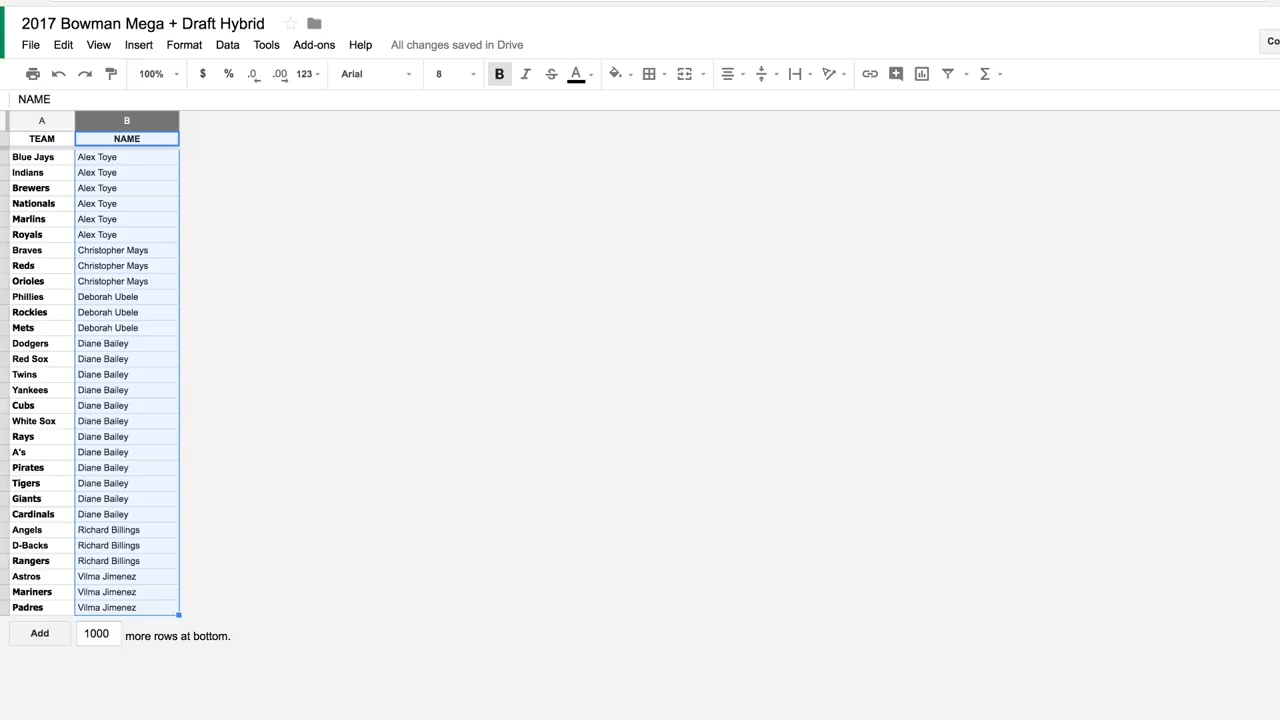 2017 Bowman Mega + Draft Hybrid
File Edit View Insert Format Data Tools Add-ons Help All changes saved in Drive
Co
100% $ % .0 .00 123 Arial 8 B I S A Σ
NAME
A B
TEAM NAME
Blue Jays Alex Toye
Indians Alex Toye
Brewers Alex Toye
Nationals Alex Toye
Marlins Alex Toye
Royals Alex Toye
Braves Christopher Mays
Reds Christopher Mays
Orioles Christopher Mays
Phillies Deborah Ubele
Rockies Deborah Ubele
Mets Deborah Ubele
Dodgers Diane Bailey
Red Sox Diane Bailey
Twins Diane Bailey
Yankees Diane Bailey
Cubs Diane Bailey
White Sox Diane Bailey
Rays Diane Bailey
A's Diane Bailey
Pirates Diane Bailey
Tigers Diane Bailey
Giants Diane Bailey
Cardinals Diane Bailey
Angels Richard Billings
D-Backs Richard Billings
Rangers Richard Billings
Astros Vilma Jimenez
Mariners Vilma Jimenez
Padres Vilma Jimenez
Add 1000 more rows at bottom.